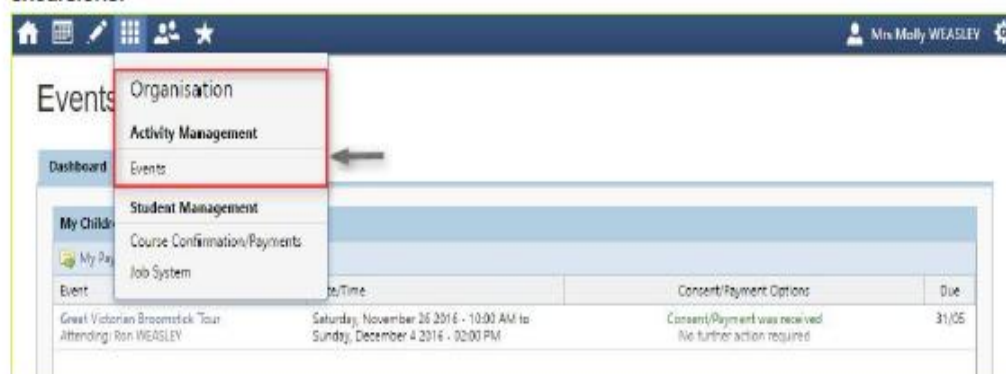 Mrs Molly WEASLEY
Events
Organisation
Activity Management
Events
Student Management
Course Confirmation/Payments
Job System
Dashboard
My Childr
My Pay
Event
te/Time
Consent/Payment Options
Due
Great Victorian Broomstick Tour
Attending: Ron WEASLEY
Saturday, November 26 2016 - 10:00 AM to
Sunday, December 4 2016 - 02:00 PM
Consent/Payment was received
No further action required
31/05